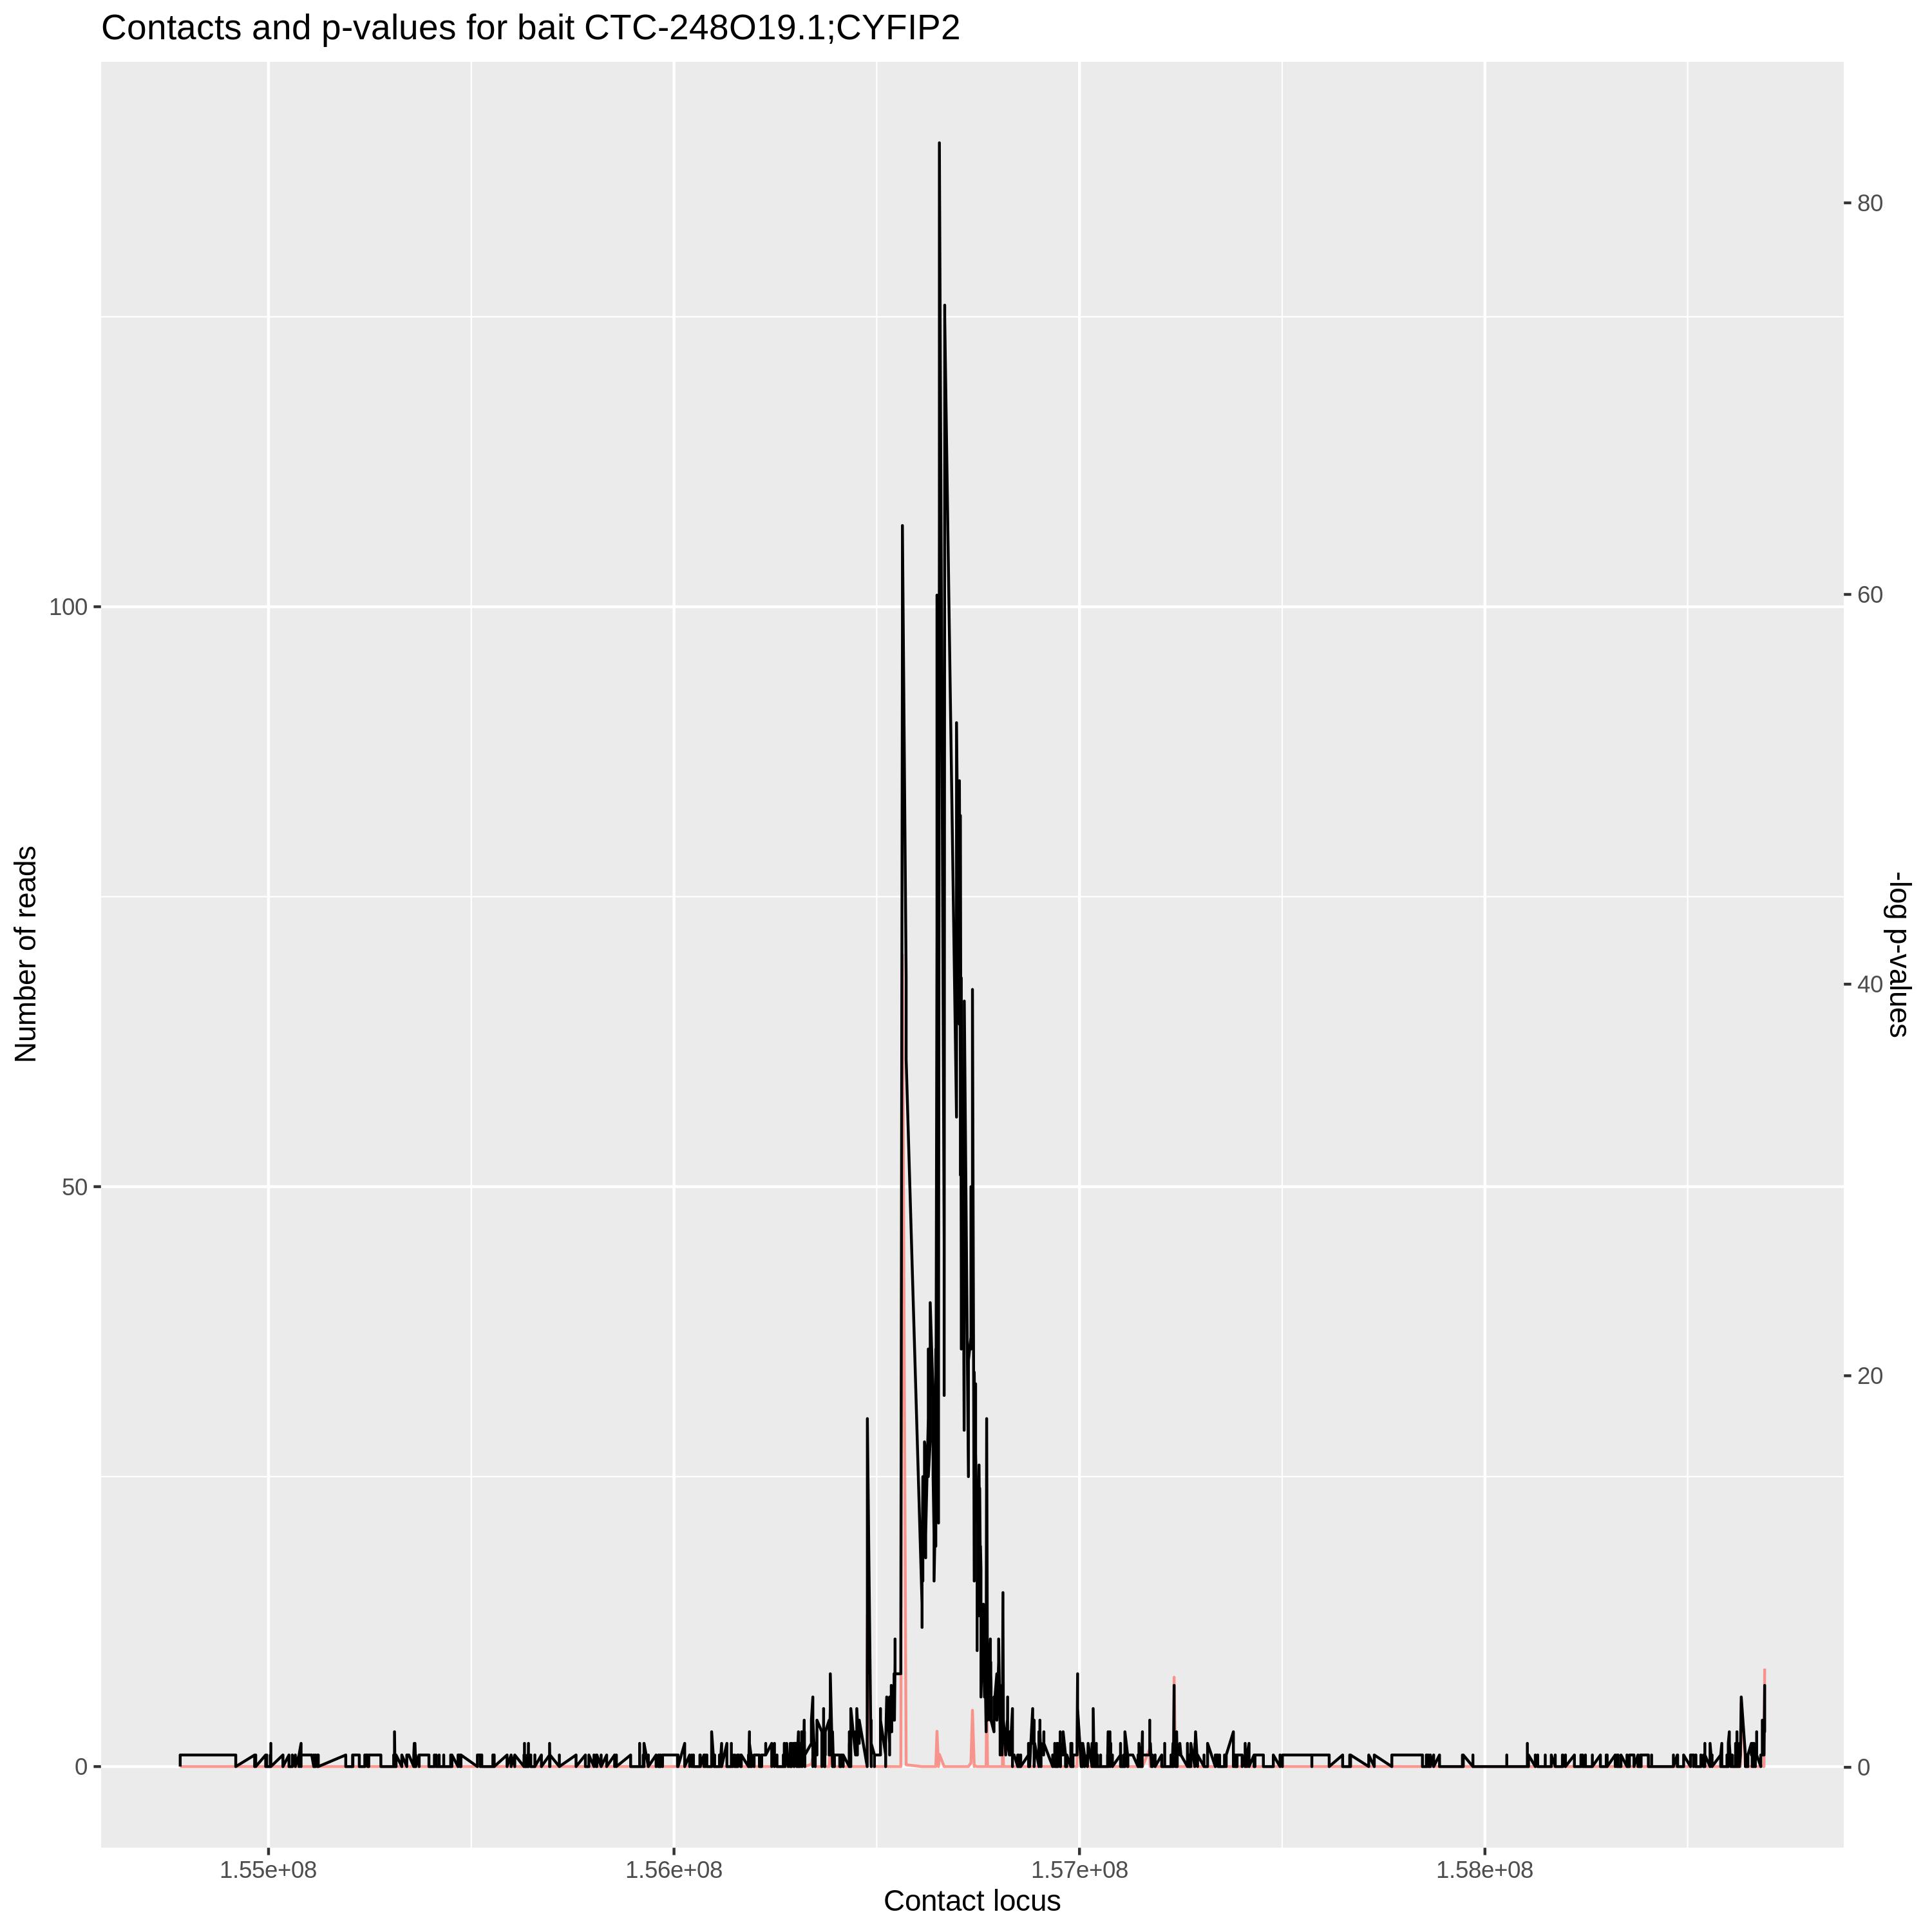 Contacts and p-values for bait CTC-248O19.1;CYFIP2
Number of reads
100
50
0
80
60
40
20
0
-log p-values
1.55e+08
1.56e+08
1.57e+08
1.58e+08
Contact locus